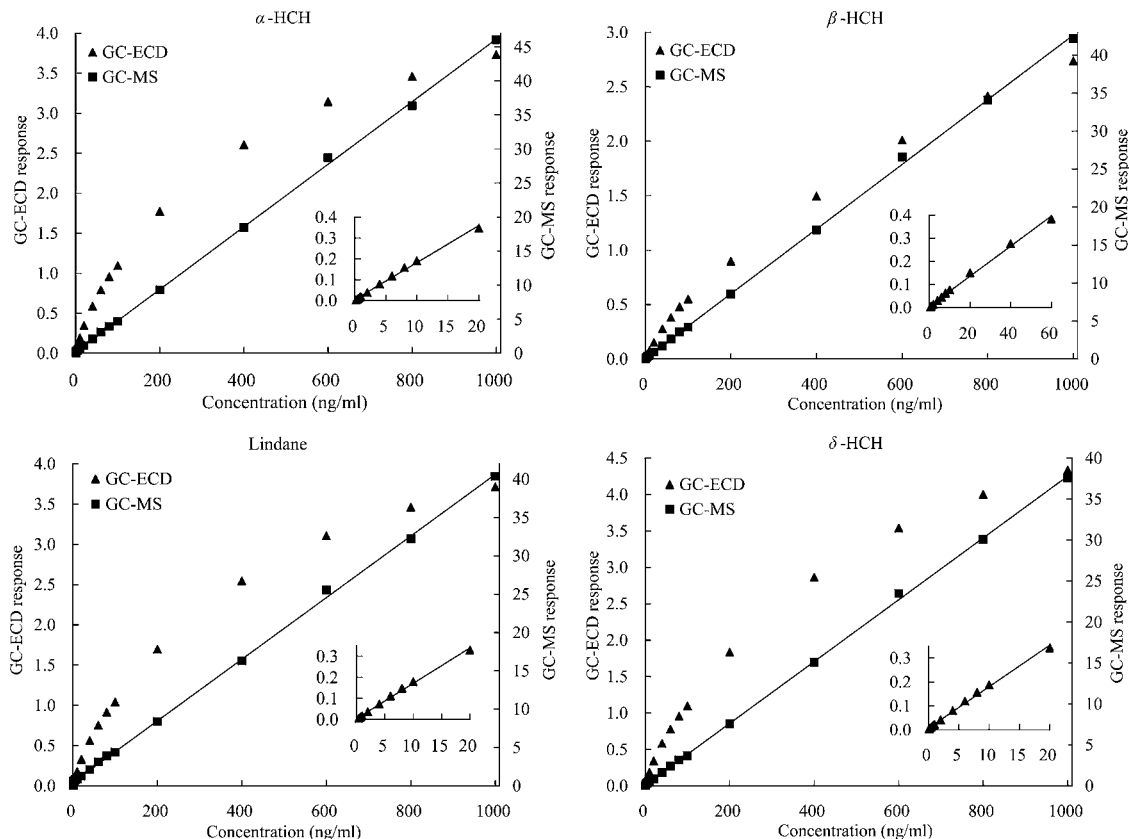 α-HCH
4.0
3.5
3.0
2.5
2.0
1.5
1.0
0.5
0.0
GC-ECD response
▲ GC-ECD
■ GC-MS
45
40
35
30
25
20
15
10
5
0
GC-MS response
0.4
0.3
0.2
0.1
0.0
0 5 10 15 20
0 200 400 600 800 1000
Concentration (ng/ml)
β-HCH
3.0
2.5
2.0
1.5
1.0
0.5
0.0
GC-ECD response
▲ GC-ECD
■ GC-MS
40
35
30
25
20
15
10
5
0
GC-MS response
0.4
0.3
0.2
0.1
0.0
0 20 40 60
0 200 400 600 800 1000
Concentration (ng/ml)
Lindane
4.0
3.5
3.0
2.5
2.0
1.5
1.0
0.5
0.0
GC-ECD response
▲ GC-ECD
■ GC-MS
40
35
30
25
20
15
10
5
0
GC-MS response
0.3
0.2
0.1
0.0
0 5 10 15 20
0 200 400 600 800 1000
Concentration (ng/ml)
δ-HCH
4.5
4.0
3.5
3.0
2.5
2.0
1.5
1.0
0.5
0.0
GC-ECD response
▲ GC-ECD
■ GC-MS
40
35
30
25
20
15
10
5
0
GC-MS response
0.3
0.2
0.1
0.0
0 5 10 15 20
0 200 400 600 800 1000
Concentration (ng/ml)